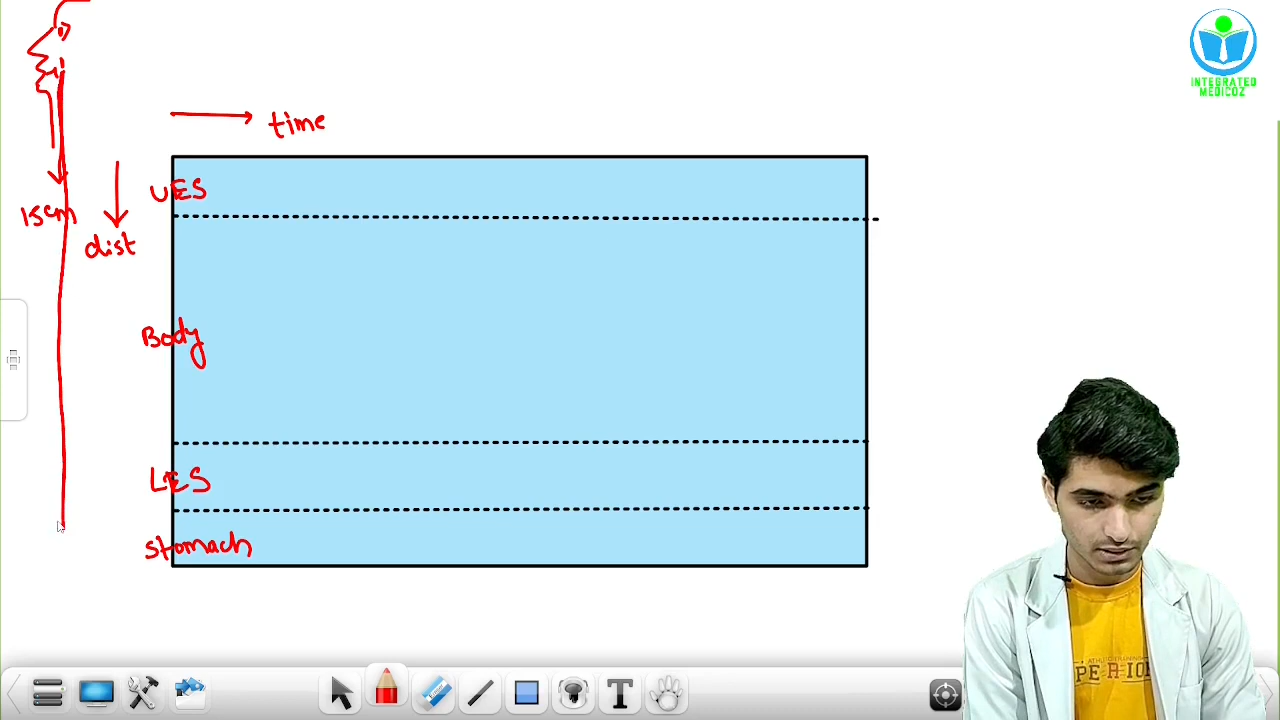 INTEGRATED
MEDICOZ
time
UES
15cm
dist
Body
LES
stomach